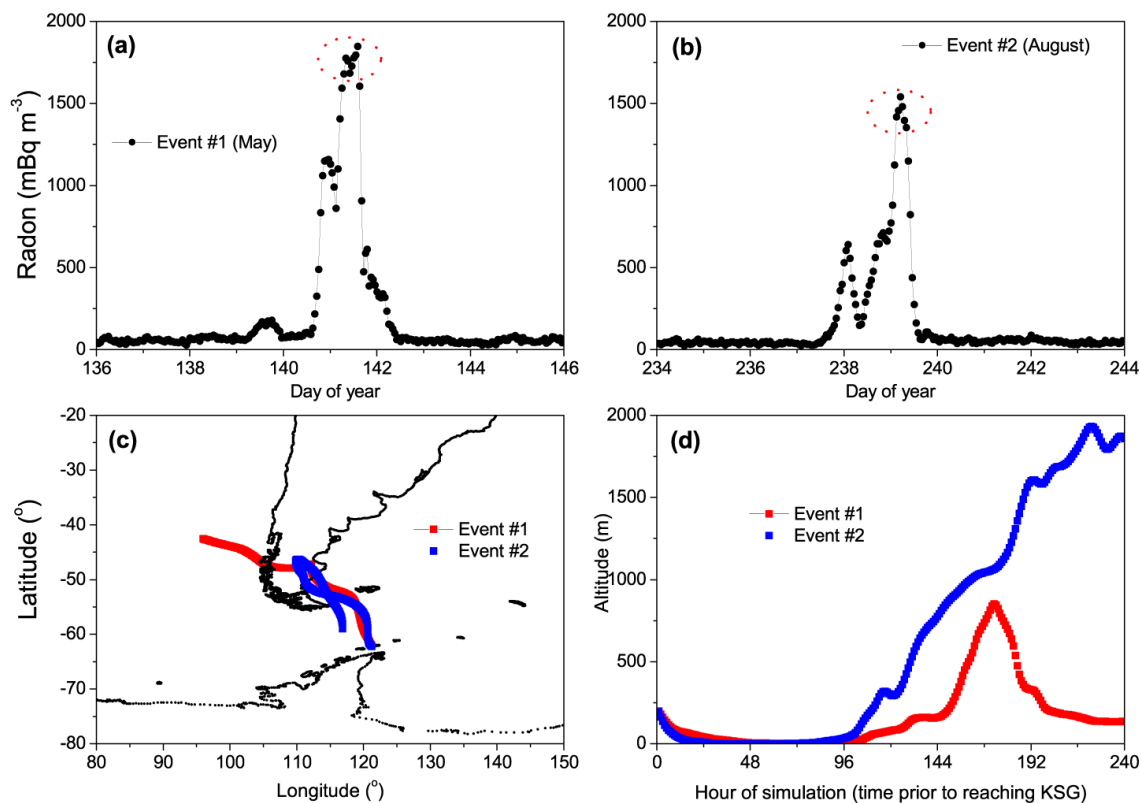 (a)
Event #1 (May)
Radon (mBq m⁻³)
2000
1500
1000
500
0
136 138 140 142 144 146
Day of year
(b)
Event #2 (August)
2000
1500
1000
500
0
234 236 238 240 242 244
Day of year
(c)
Event #1
Event #2
Latitude (°)
-20
-30
-40
-50
-60
-70
-80
80 90 100 110 120 130 140 150
Longitude (°)
(d)
Event #1
Event #2
Altitude (m)
2000
1500
1000
500
0
0 48 96 144 192 240
Hour of simulation (time prior to reaching KSG)